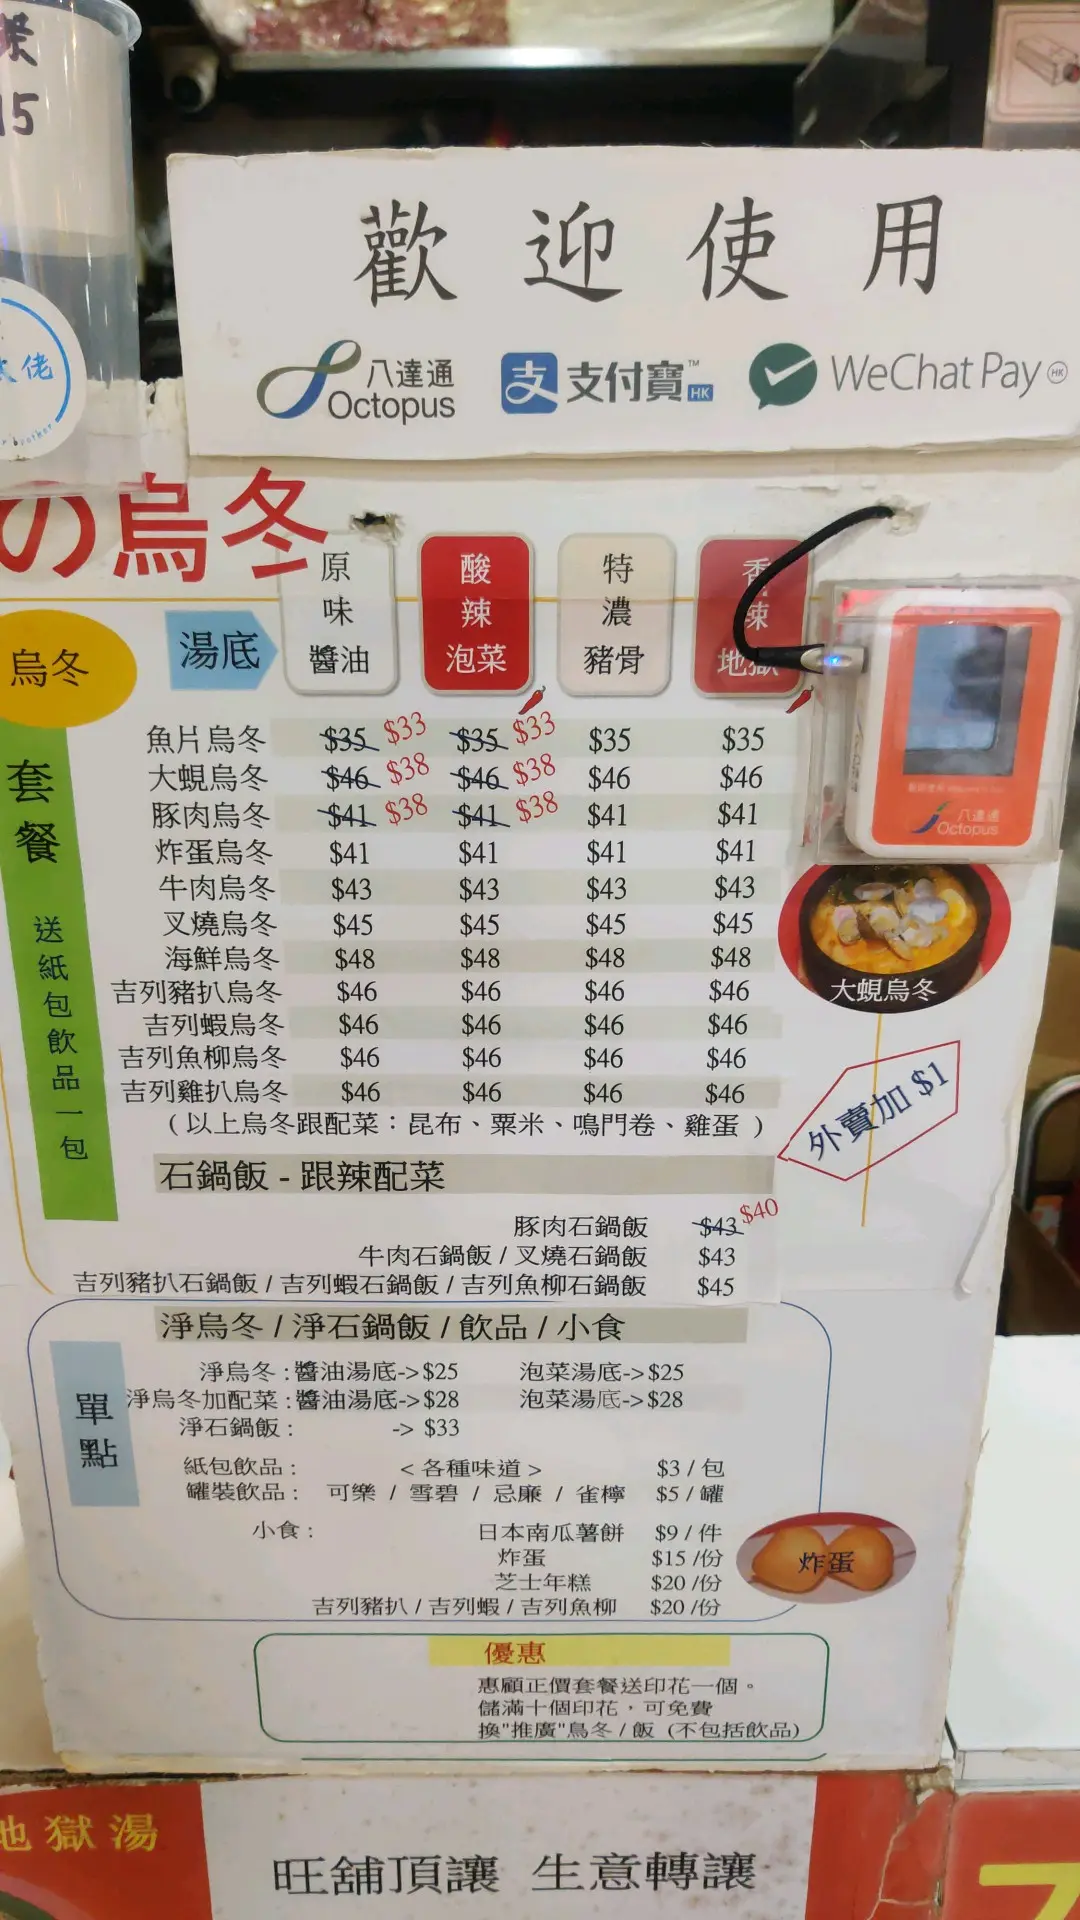 15
歡迎使用
八達通 Octopus
支付寶™ HK
WeChat Pay HK
の烏冬
烏冬
湯底
原味醬油
酸辣泡菜
特濃豬骨
香辣地獄
套餐 送紙包飲品一包
魚片烏冬 $35 $33 $35 $33 $35 $35
大蜆烏冬 $46 $38 $46 $38 $46 $46
豚肉烏冬 $41 $38 $41 $38 $41 $41
炸蛋烏冬 $41 $41 $41 $41
牛肉烏冬 $43 $43 $43 $43
叉燒烏冬 $45 $45 $45 $45
海鮮烏冬 $48 $48 $48 $48
吉列豬扒烏冬 $46 $46 $46 $46
吉列蝦烏冬 $46 $46 $46 $46
吉列魚柳烏冬 $46 $46 $46 $46
吉列雞扒烏冬 $46 $46 $46 $46
(以上烏冬跟配菜：昆布、粟米、鳴門卷、雞蛋)
八達通 Octopus
大蜆烏冬
外賣加 $1
石鍋飯 - 跟辣配菜
豚肉石鍋飯 $43 $40
牛肉石鍋飯 / 叉燒石鍋飯 $43
吉列豬扒石鍋飯 / 吉列蝦石鍋飯 / 吉列魚柳石鍋飯 $45
淨烏冬 / 淨石鍋飯 / 飲品 / 小食
單點
淨烏冬 : 醬油湯底->$25 泡菜湯底->$25
淨烏冬加配菜 : 醬油湯底->$28 泡菜湯底->$28
淨石鍋飯 : -> $33
紙包飲品 : < 各種味道 > $3 / 包
罐裝飲品 : 可樂 / 雪碧 / 忌廉 / 雀檸 $5 / 罐
小食 : 日本南瓜薯餅 $9 / 件
炸蛋 $15 /份
芝士年糕 $20 /份
吉列豬扒 / 吉列蝦 / 吉列魚柳 $20 /份
炸蛋
優惠
惠顧正價套餐送印花一個。
儲滿十個印花，可免費
換"推廣"烏冬 / 飯 (不包括飲品)
地獄湯
旺舖頂讓 生意轉讓